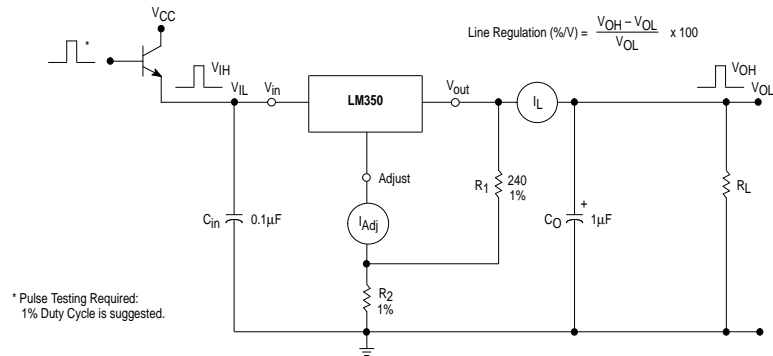 VCC
*
VIH
VIL
Vin
LM350
Vout
Adjust
IAdj
Cin
0.1µF
R1
240
1%
R2
1%
IL
CO
+
1µF
RL
VOH
VOL
Line Regulation (%/V) = VOH – VOL
VOL
x 100
* Pulse Testing Required:
1% Duty Cycle is suggested.